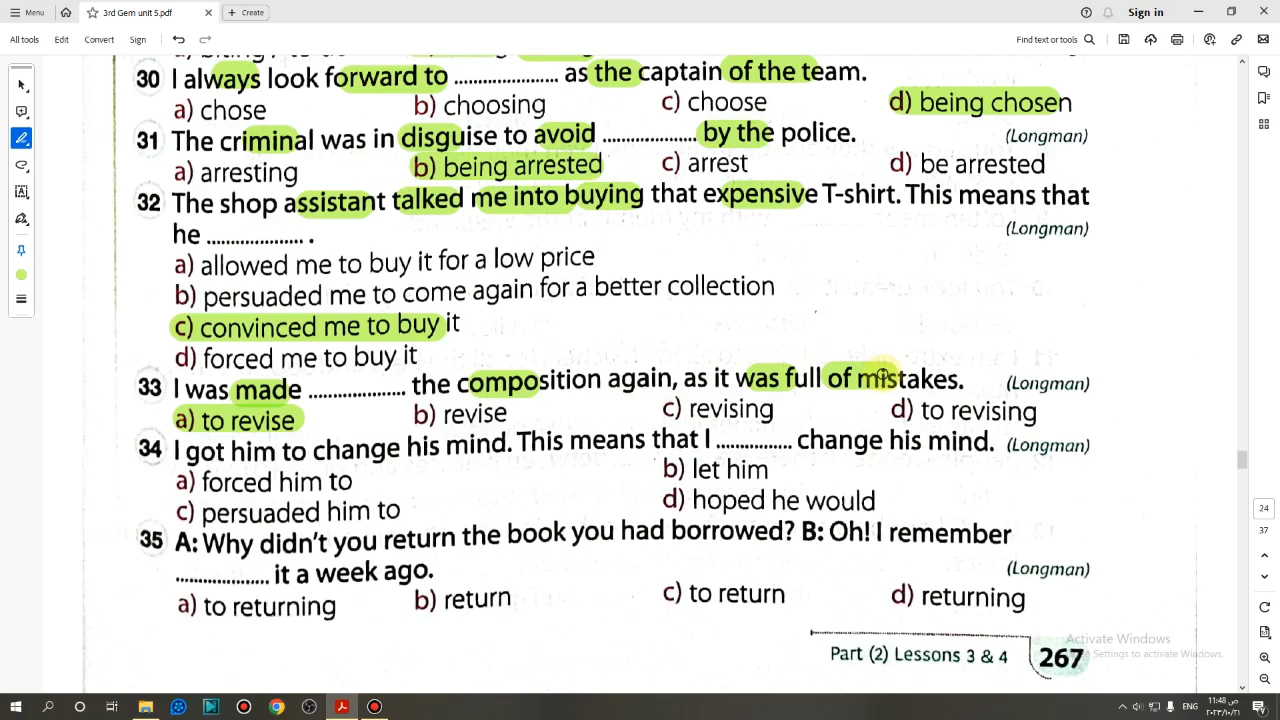 Menu
3rd Gem unit 5.pdf
Create
Sign in
All tools Edit Convert Sign
Find text or tools
30 I always look forward to ..................... as the captain of the team.
a) chose b) choosing c) choose d) being chosen
31 The criminal was in disguise to avoid ................... by the police. (Longman)
a) arresting b) being arrested c) arrest d) be arrested
32 The shop assistant talked me into buying that expensive T-shirt. This means that
he .................... . (Longman)
a) allowed me to buy it for a low price
b) persuaded me to come again for a better collection
c) convinced me to buy it
d) forced me to buy it
33 I was made .................... the composition again, as it was full of mistakes. (Longman)
a) to revise b) revise c) revising d) to revising
34 I got him to change his mind. This means that I ............... change his mind. (Longman)
a) forced him to b) let him
c) persuaded him to d) hoped he would
35 A: Why didn't you return the book you had borrowed? B: Oh! I remember
................... it a week ago. (Longman)
a) to returning b) return c) to return d) returning
Part (2) Lessons 3 & 4 267
Activate Windows
Settings to activate Windows.
24
37
ENG
11:48 ص